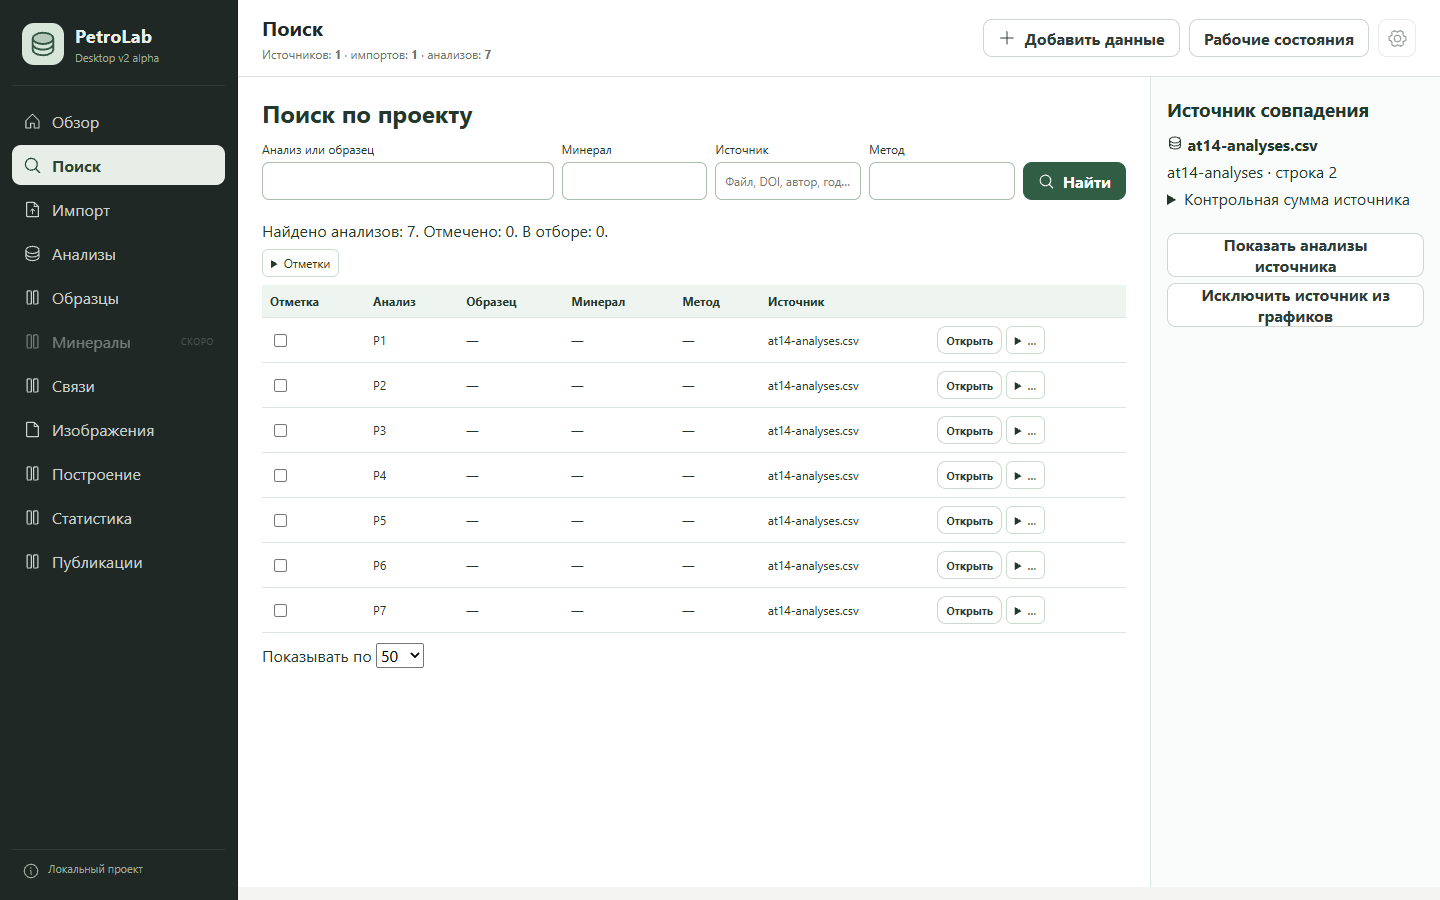 PetroLab
Desktop v2 alpha
Обзор
Поиск
Импорт
Анализы
Образцы
Минералы СКОРО
Связи
Изображения
Построение
Статистика
Публикации
Локальный проект
Поиск
Источников: 1 · импортов: 1 · анализов: 7
Добавить данные
Рабочие состояния
Поиск по проекту
Анализ или образец Минерал Источник Метод
Файл, DOI, автор, год...
Найти
Найдено анализов: 7. Отмечено: 0. В отборе: 0.
Отметки
Отметка Анализ Образец Минерал Метод Источник
P1 — — — at14-analyses.csv Открыть ...
P2 — — — at14-analyses.csv Открыть ...
P3 — — — at14-analyses.csv Открыть ...
P4 — — — at14-analyses.csv Открыть ...
P5 — — — at14-analyses.csv Открыть ...
P6 — — — at14-analyses.csv Открыть ...
P7 — — — at14-analyses.csv Открыть ...
Показывать по 50
Источник совпадения
at14-analyses.csv
at14-analyses · строка 2
Контрольная сумма источника
Показать анализы
источника
Исключить источник из
графиков